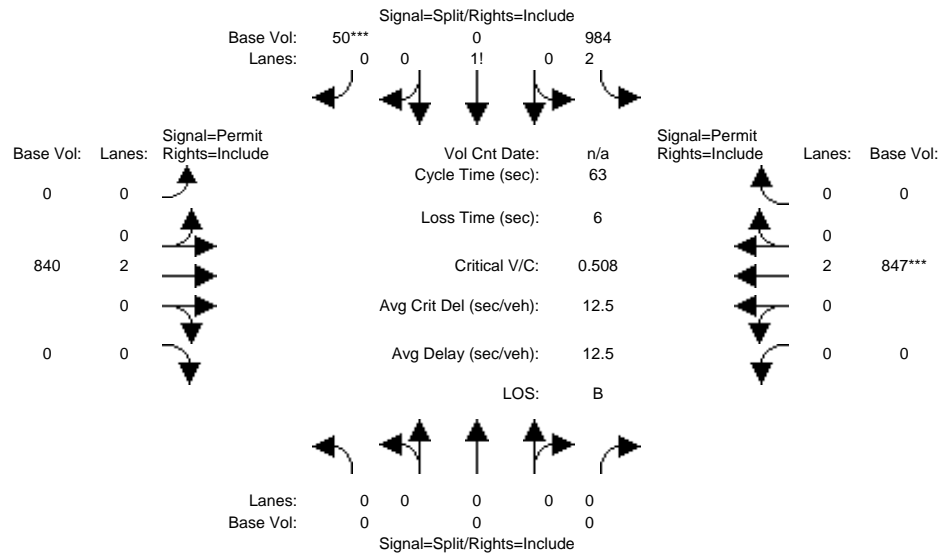 Signal=Split/Rights=Include
Base Vol: 50*** 0 984
Lanes: 0 0 1! 0 2
Signal=Permit
Base Vol: Lanes: Rights=Include
0 0
0
840 2
0
0 0
Vol Cnt Date: n/a
Cycle Time (sec): 63
Loss Time (sec): 6
Critical V/C: 0.508
Avg Crit Del (sec/veh): 12.5
Avg Delay (sec/veh): 12.5
LOS: B
Signal=Permit
Rights=Include Lanes: Base Vol:
0 0
0
2 847***
0
0 0
Lanes: 0 0 0 0 0
Base Vol: 0 0 0
Signal=Split/Rights=Include